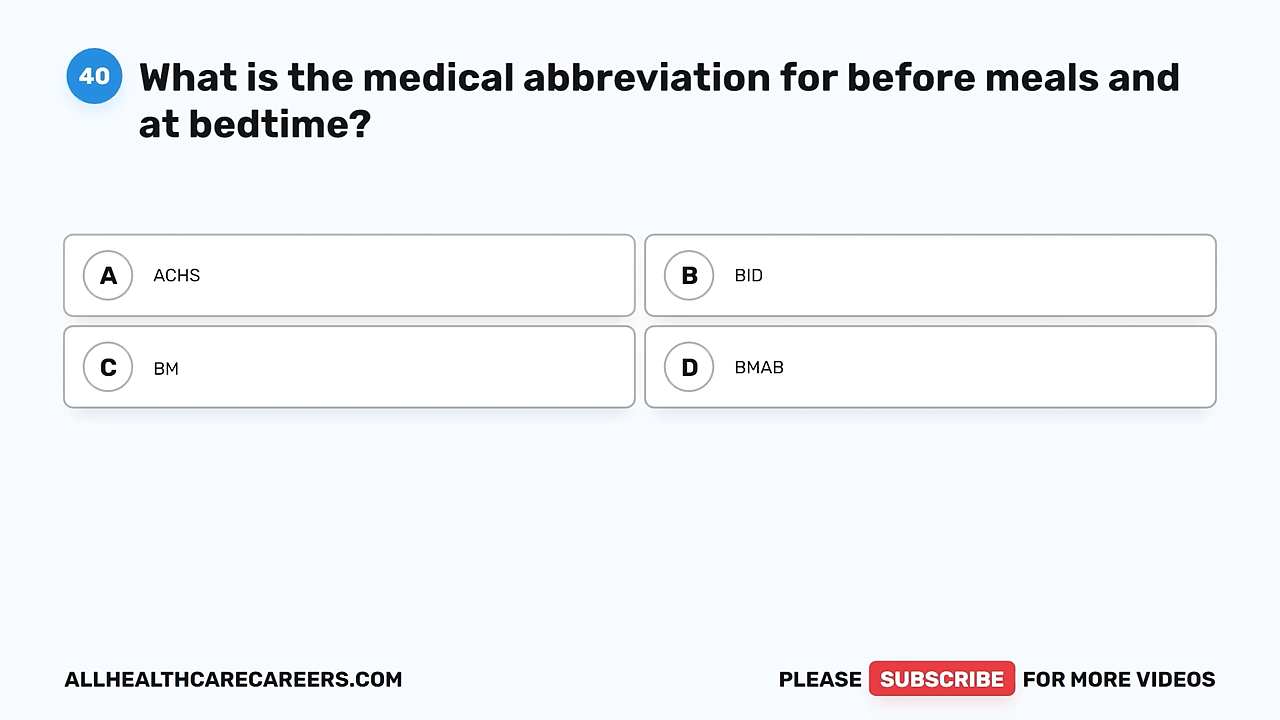 40
What is the medical abbreviation for before meals and
at bedtime?
A ACHS
B BID
C BM
D BMAB
ALLHEALTHCARECAREERS.COM
PLEASE SUBSCRIBE FOR MORE VIDEOS